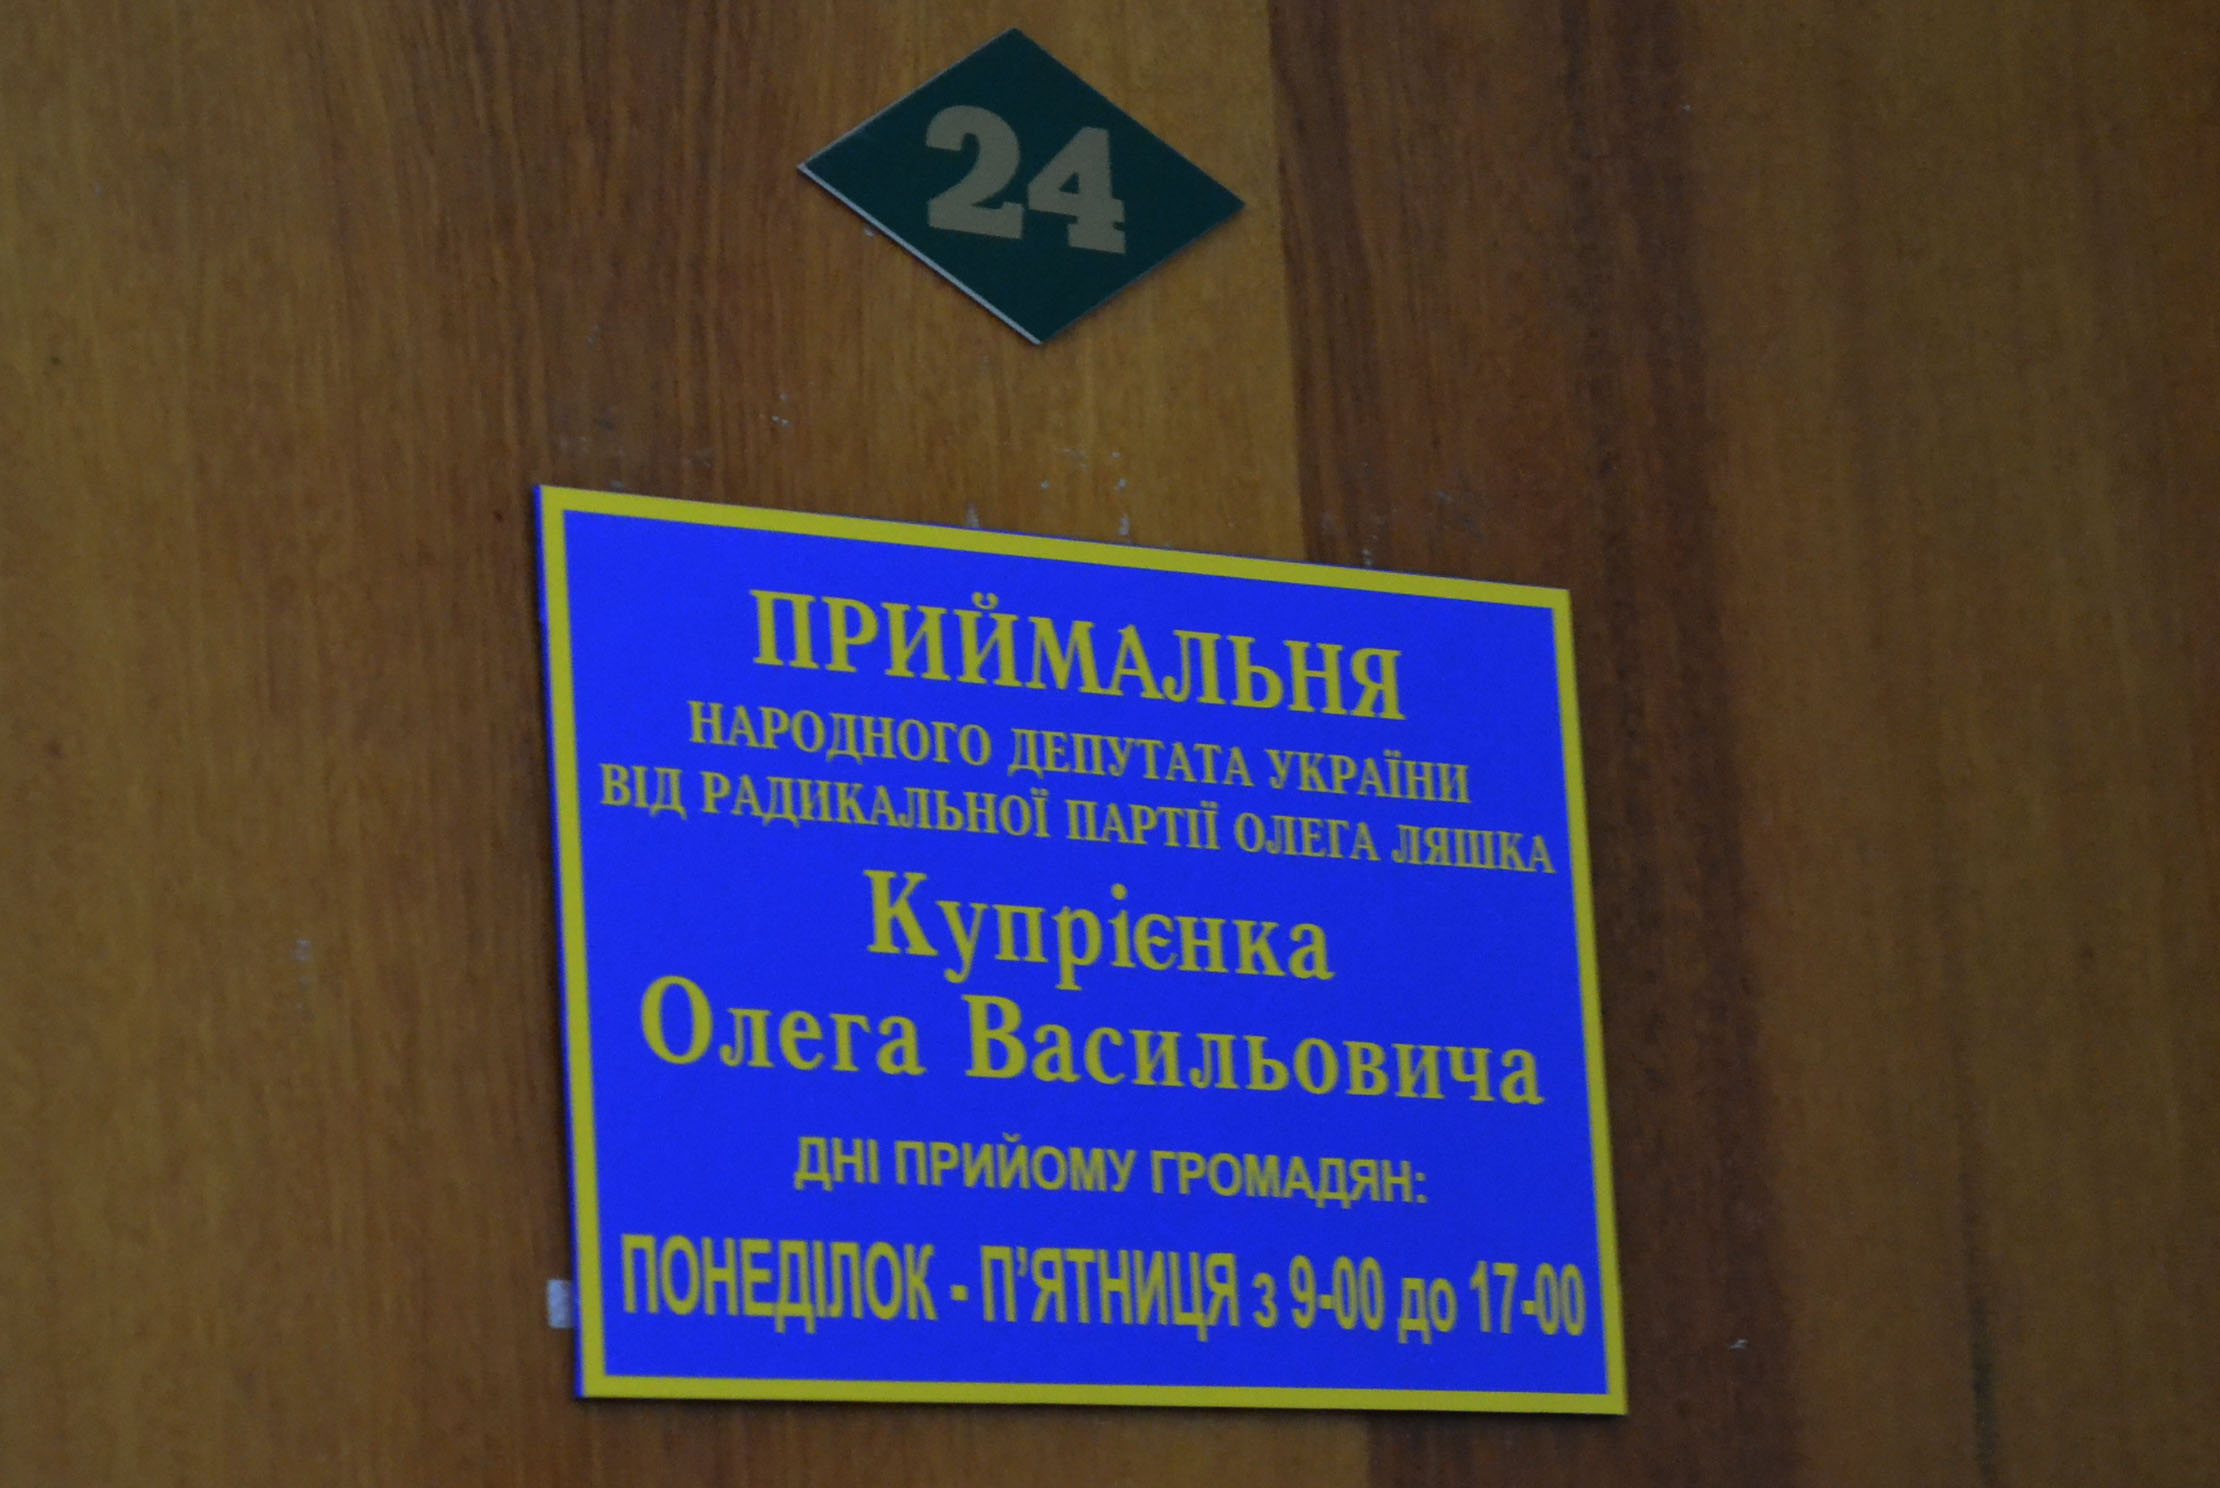 24
ПРИЙМАЛЬНЯ
НАРОДНОГО ДЕПУТАТА УКРАЇНИ
ВІД РАДИКАЛЬНОЇ ПАРТІЇ ОЛЕГА ЛЯШКА
Купрієнка
Олега Васильовича
ДНІ ПРИЙОМУ ГРОМАДЯН:
ПОНЕДІЛОК - П’ЯТНИЦЯ з 9-00 до 17-00